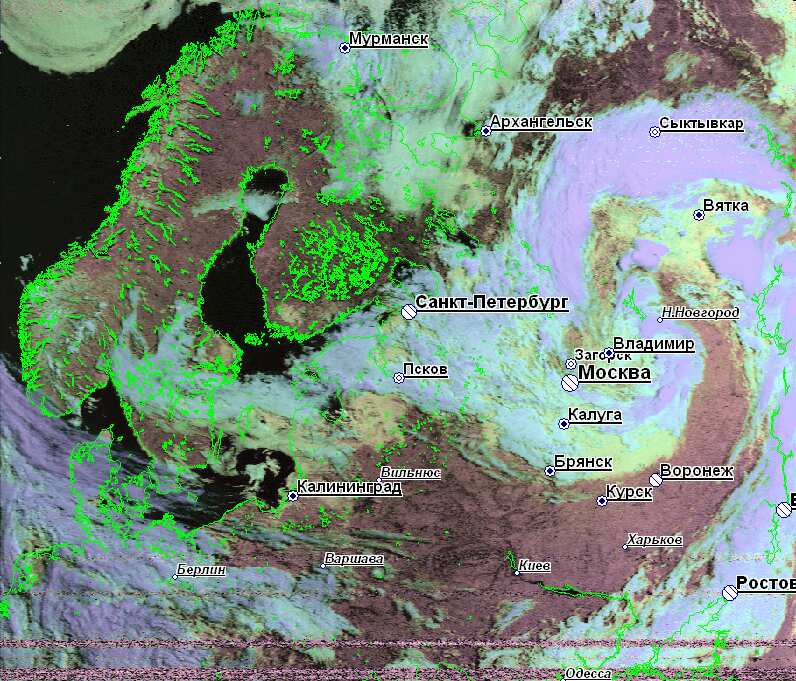 Мурманск
Архангельск
Сыктывкар
Вятка
Санкт-Петербург
Н.Новгород
Владимир
Загорск
Псков
Москва
Калуга
Вильнюс
Брянск
Воронеж
Калининград
Курск
В
Харьков
Варшава
Берлин
Киев
Ростов
Одесса